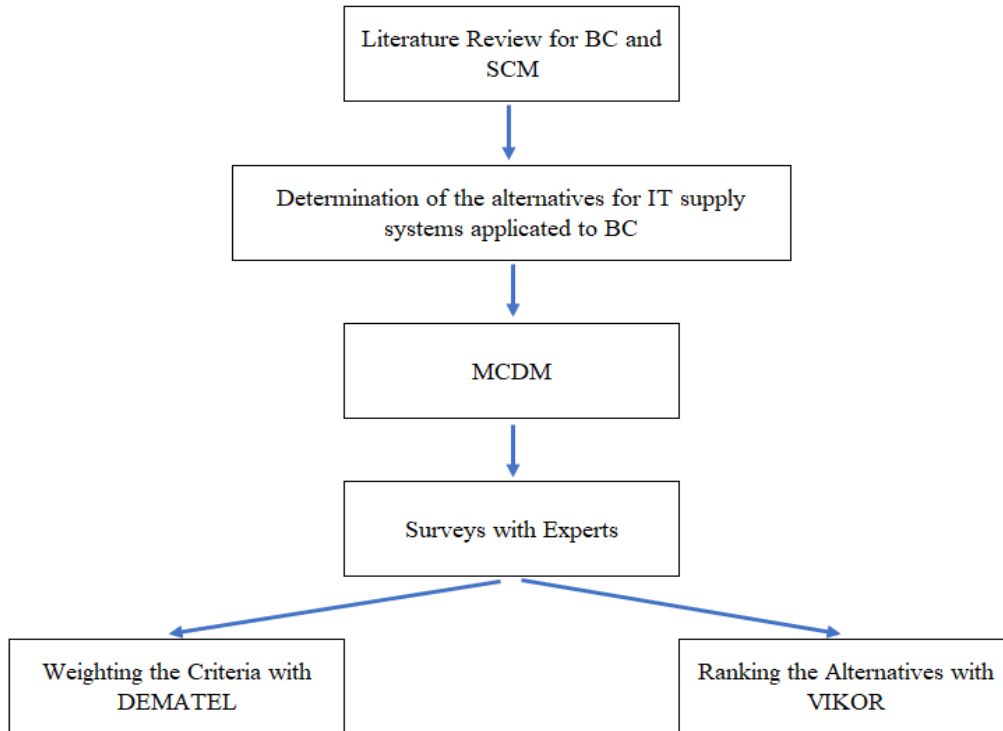 Literature Review for BC and
SCM
Determination of the alternatives for IT supply
systems applicated to BC
MCDM
Surveys with Experts
Weighting the Criteria with
DEMATEL
Ranking the Alternatives with
VIKOR